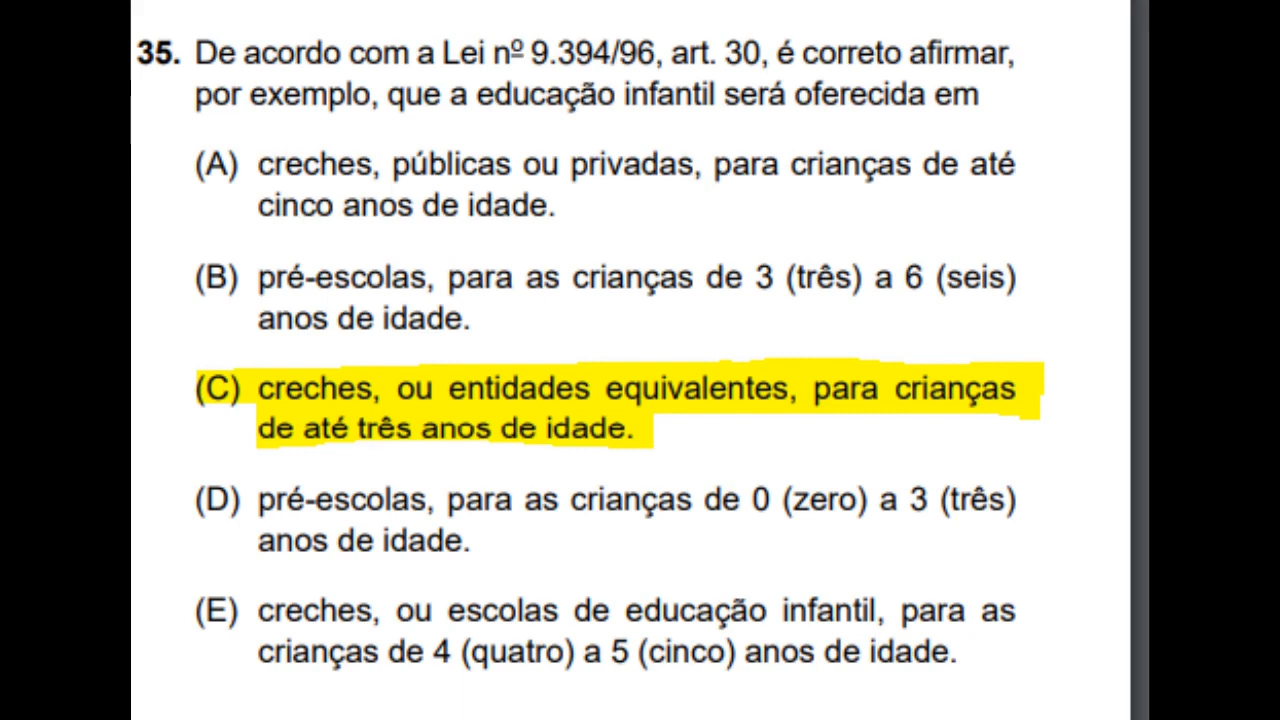 35. De acordo com a Lei nº 9.394/96, art. 30, é correto afirmar,
por exemplo, que a educação infantil será oferecida em
(A) creches, públicas ou privadas, para crianças de até
cinco anos de idade.
(B) pré-escolas, para as crianças de 3 (três) a 6 (seis)
anos de idade.
(C) creches, ou entidades equivalentes, para crianças
de até três anos de idade.
(D) pré-escolas, para as crianças de 0 (zero) a 3 (três)
anos de idade.
(E) creches, ou escolas de educação infantil, para as
crianças de 4 (quatro) a 5 (cinco) anos de idade.